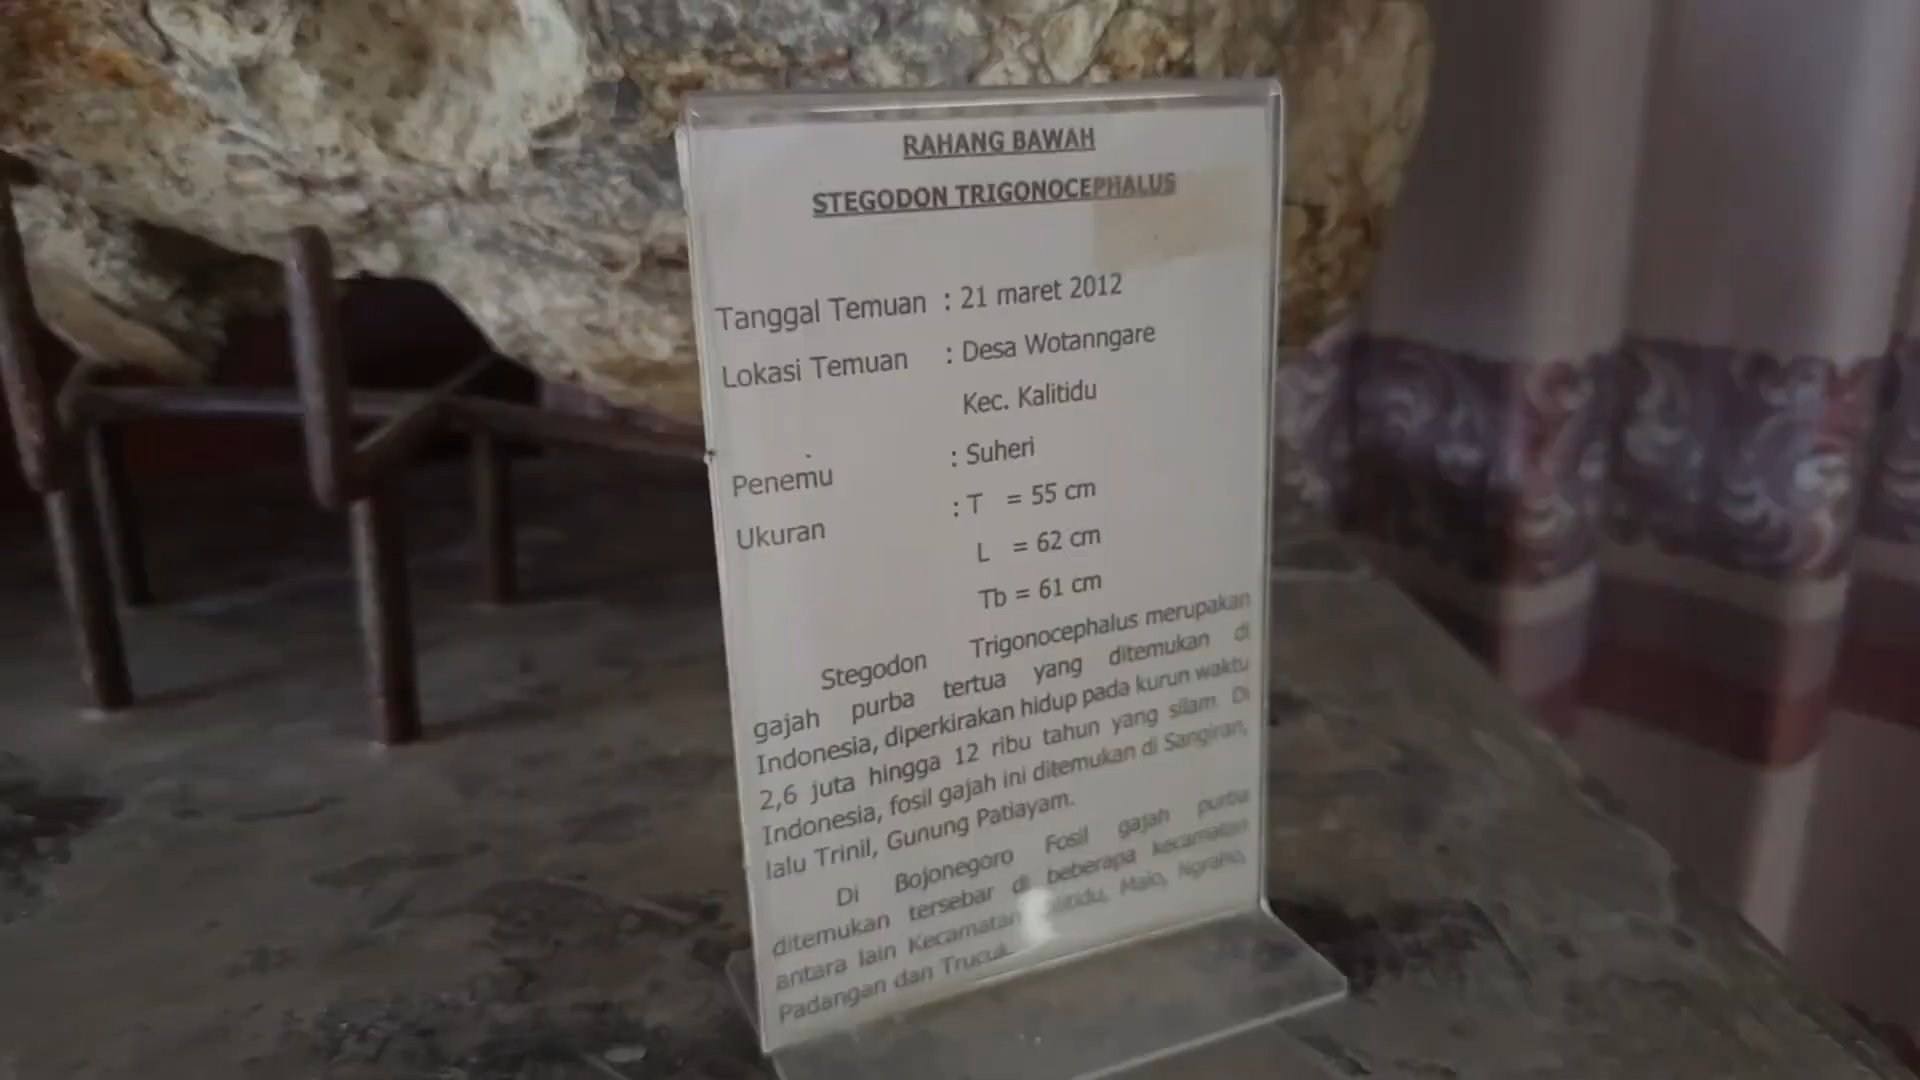 RAHANG BAWAH
STEGODON TRIGONOCEPHALUS
Tanggal Temuan : 21 maret 2012
Lokasi Temuan : Desa Wotanngare
Kec. Kalitidu
Penemu : Suheri
Ukuran : T = 55 cm
L = 62 cm
Tb = 61 cm
Stegodon Trigonocephalus merupakan
gajah purba tertua yang ditemukan di
Indonesia, diperkirakan hidup pada kurun waktu
2,6 juta hingga 12 ribu tahun yang silam. Di
Indonesia, fosil gajah ini ditemukan di Sangiran,
lalu Trinil, Gunung Patiayam.
Di Bojonegoro Fosil gajah purba
ditemukan tersebar di beberapa kecamatan
antara lain Kecamatan Malo, Ngraho,
Padangan dan Trucuk.